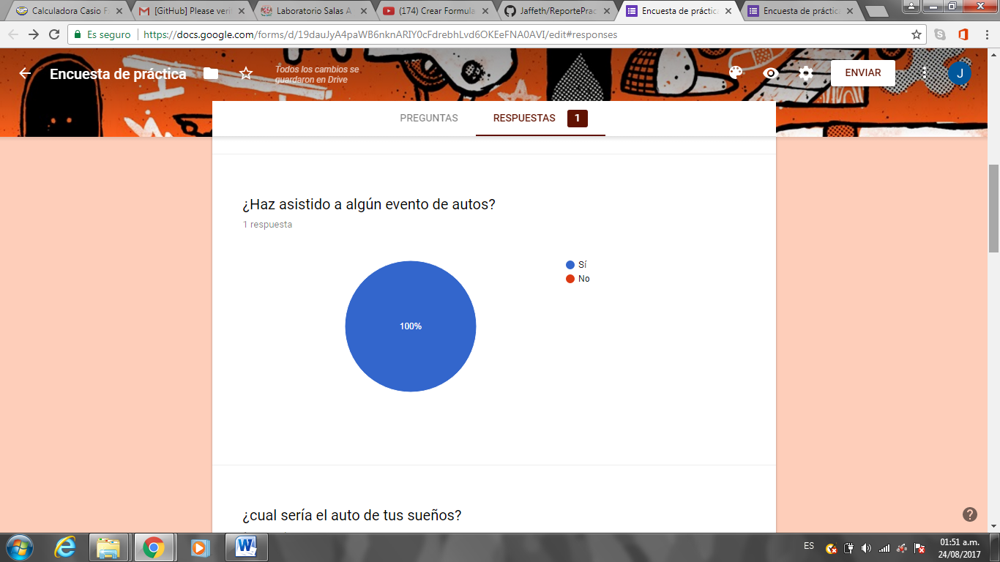 Calculadora Casio F
[GitHub] Please veri
Laboratorio Salas A
(174) Crear Formula
Jaffeth/ReportePrac
Encuesta de práctica
Encuesta de práctica
Es seguro
https://docs.google.com/forms/d/19dauJyA4paWB6nknARIY0cFdrebhLvd6OKEeFNA0AVI/edit#responses
Encuesta de práctica
Todos los cambios se
guardaron en Drive
ENVIAR
J
PREGUNTAS
RESPUESTAS
1
¿Haz asistido a algún evento de autos?
1 respuesta
100%
Sí
No
¿cual sería el auto de tus sueños?
ES
01:51 a.m.
24/08/2017